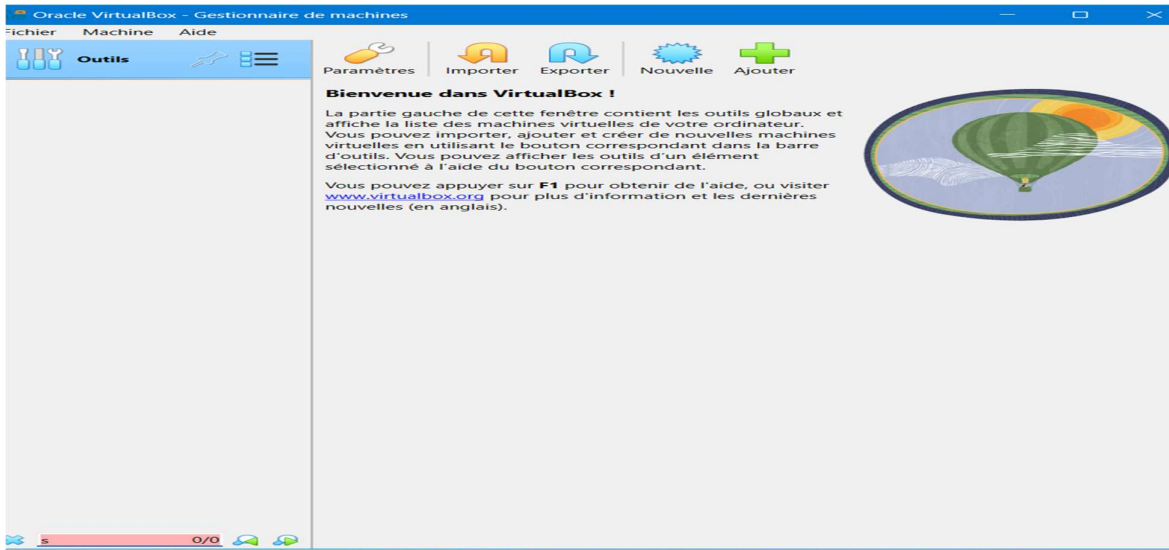 Oracle VirtualBox - Gestionnaire de machines
Fichier Machine Aide
Outils
Paramètres Importer Exporter Nouvelle Ajouter
Bienvenue dans VirtualBox !
La partie gauche de cette fenêtre contient les outils globaux et
affiche la liste des machines virtuelles de votre ordinateur.
Vous pouvez importer, ajouter et créer de nouvelles machines
virtuelles en utilisant le bouton correspondant dans la barre
d'outils. Vous pouvez afficher les outils d'un élément
sélectionné à l'aide du bouton correspondant.
Vous pouvez appuyer sur F1 pour obtenir de l'aide, ou visiter
www.virtualbox.org pour plus d'information et les dernières
nouvelles (en anglais).
s 0/0